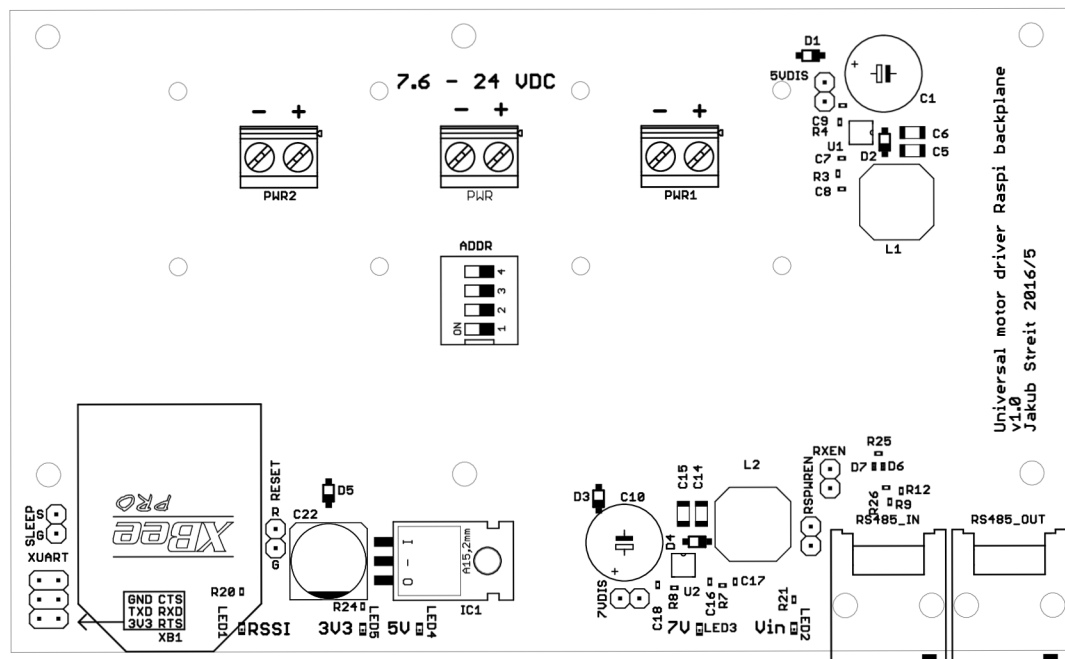 D1
5VDIS
+
C1
7.6 - 24 VDC
- +
- +
- +
PWR2
PWR
PWR1
C9
R4
U1
D2
C6
C5
C7
R3
C8
L1
ADDR
4
3
2
1
ON
Universal motor driver Raspi backplane
v1.0
Jakub Streit 2016/5
XBee
PRO
SLEEP
S
G
XUART
GND CTS
TXD RXD
3V3 RTS
XB1
RESET
R
G
D5
C22
I
O
A15,2mm
IC1
R20
LED1
RSSI
R24
3V3
LED5
5V
LED4
D3
C10
C15
C14
L2
D4
+
7VDIS
C18
R8
U2
C16
R7
C17
7V
LED3
R21
Vin
LED2
RSPWREN
RXEN
R25
D7
D6
R26
R12
R9
RS485_IN
RS485_OUT